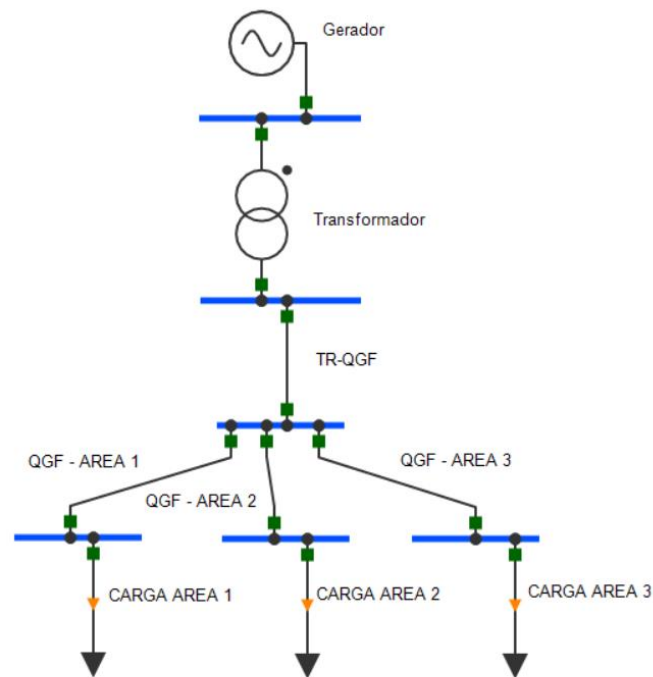 Gerador
Transformador
TR-QGF
QGF - AREA 1
QGF - AREA 3
QGF - AREA 2
CARGA AREA 1
CARGA AREA 2
CARGA AREA 3